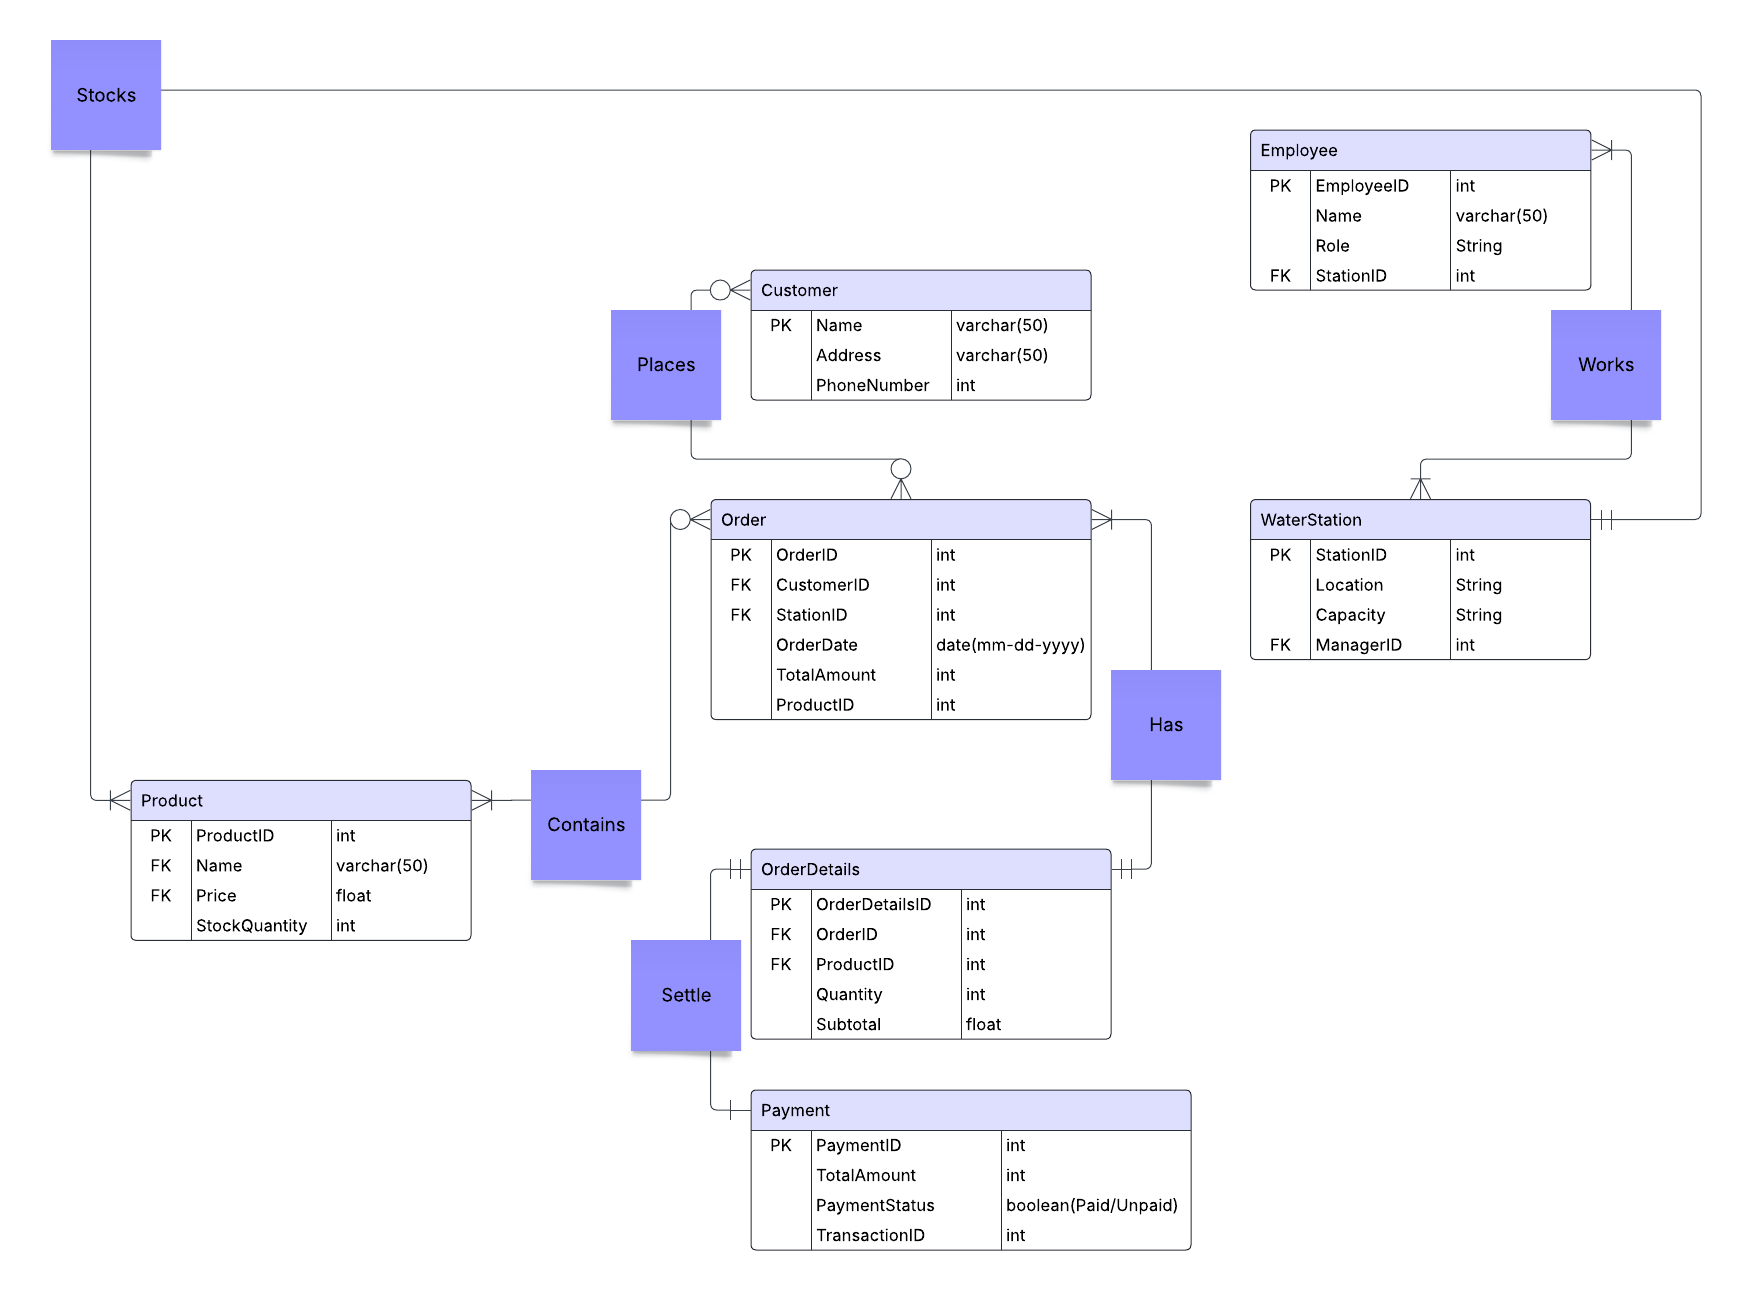 Stocks
Employee
PK EmployeeID int
Name varchar(50)
Role String
FK StationID int
Customer
PK Name varchar(50)
Address varchar(50)
PhoneNumber int
Places
Works
Order
PK OrderID int
FK CustomerID int
FK StationID int
OrderDate date(mm-dd-yyyy)
TotalAmount int
ProductID int
WaterStation
PK StationID int
Location String
Capacity String
FK ManagerID int
Has
Product
PK ProductID int
FK Name varchar(50)
FK Price float
StockQuantity int
Contains
OrderDetails
PK OrderDetailsID int
FK OrderID int
FK ProductID int
Quantity int
Subtotal float
Settle
Payment
PK PaymentID int
TotalAmount int
PaymentStatus boolean(Paid/Unpaid)
TransactionID int